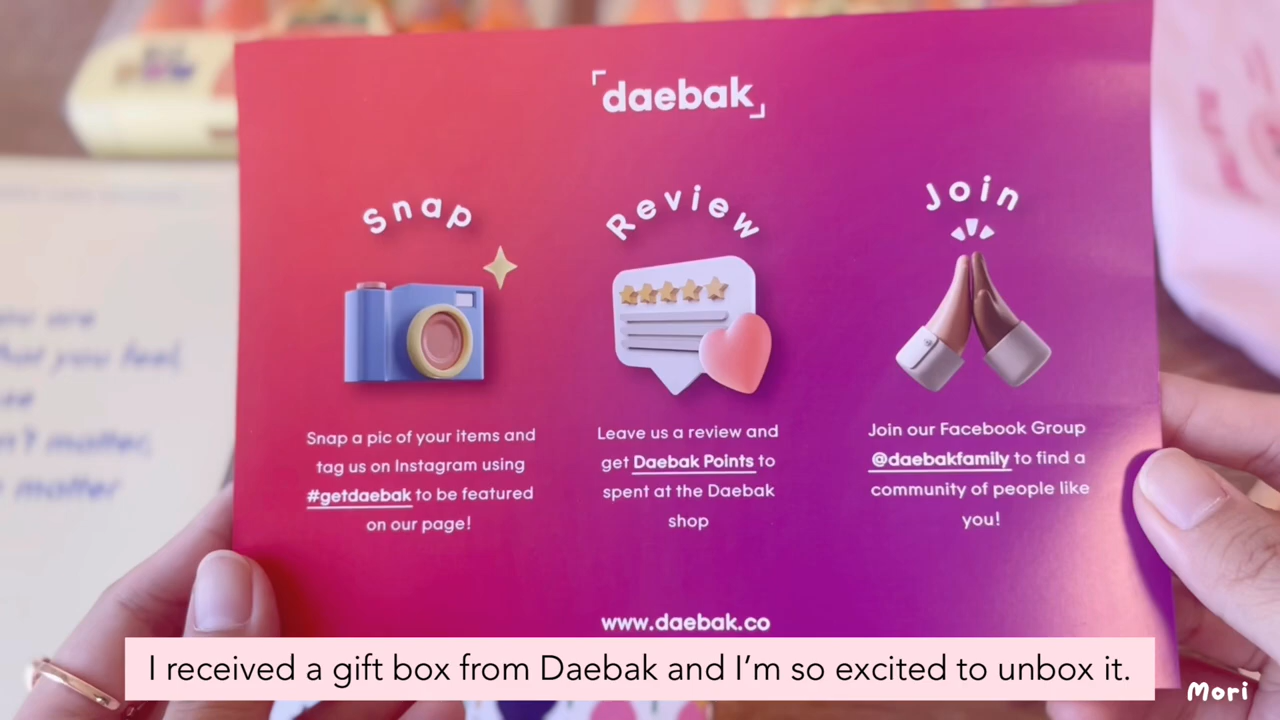 daebak
Snap
Review
Join
Snap a pic of your items and
tag us on Instagram using
#getdaebak to be featured
on our page!
Leave us a review and
get Daebak Points to
spent at the Daebak
shop
Join our Facebook Group
@daebakfamily to find a
community of people like
you!
www.daebak.co
I received a gift box from Daebak and I'm so excited to unbox it.
Mori